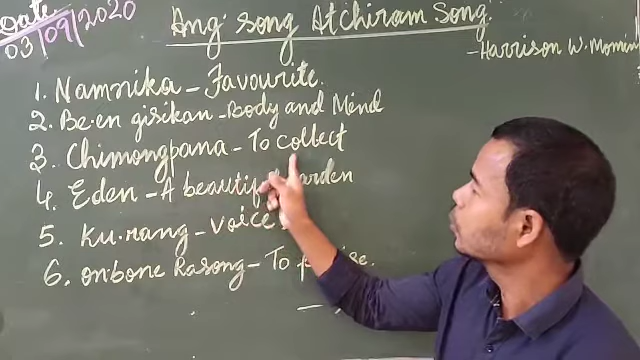 Date
03/09/2020
Ang song Atchiram Song.
-Harrison W. Momin
1. Namnika - Favourite.
2. Be·en gisikan - Body and Mind
3. Chimongpana - To collect
4. Eden - A beautiful Garden
5. Ku·rang - Voice
6. on·bone Rasong - To praise.